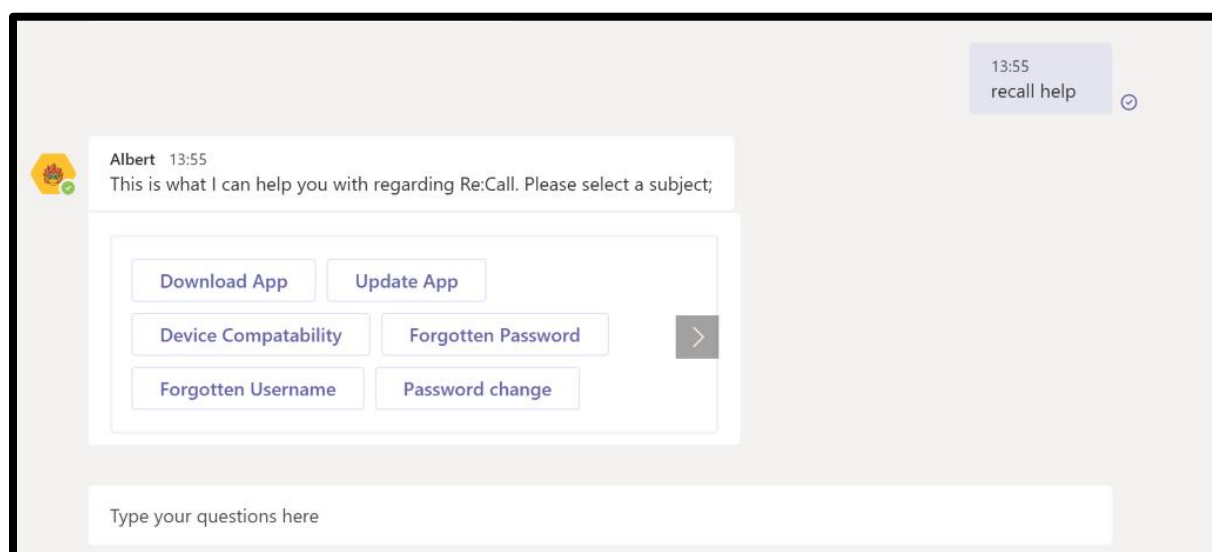 13:55
recall help
Albert 13:55
This is what I can help you with regarding Re:Call. Please select a subject;
Download App
Update App
Device Compatability
Forgotten Password
Forgotten Username
Password change
Type your questions here